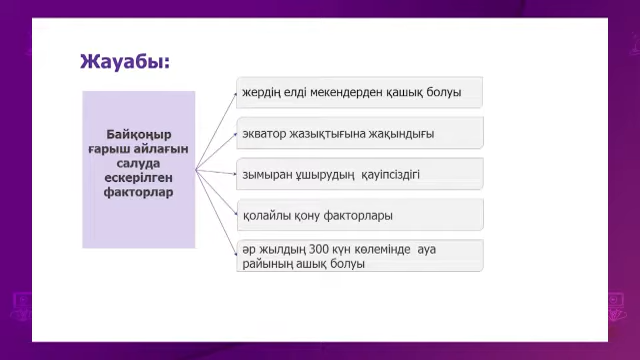 Жауабы:
Байқоңыр
ғарыш айлағын
салуда
ескерілген
факторлар
жердің елді мекендерден қашық болуы
экватор жазықтығына жақындығы
зымыран ұшырудың қауіпсіздігі
қолайлы қону факторлары
әр жылдың 300 күн көлемінде ауа
райының ашық болуы